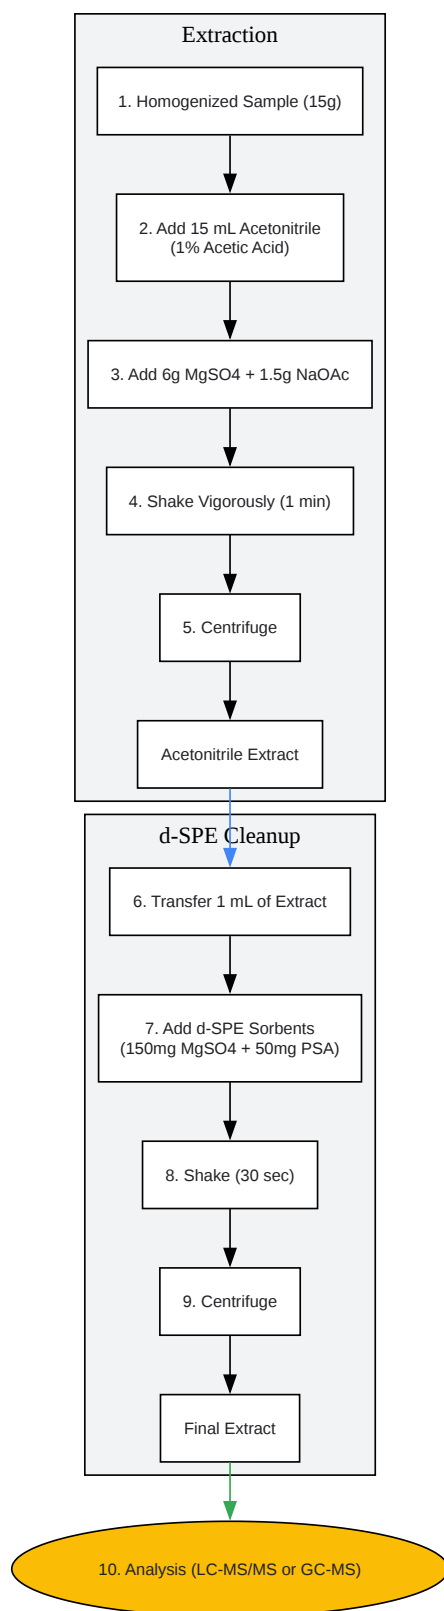 Extraction
1. Homogenized Sample (15g)
2. Add 15 mL Acetonitrile
(1% Acetic Acid)
3. Add 6g MgSO4 + 1.5g NaOAc
4. Shake Vigorously (1 min)
5. Centrifuge
Acetonitrile Extract
d-SPE Cleanup
6. Transfer 1 mL of Extract
7. Add d-SPE Sorbents
(150mg MgSO4 + 50mg PSA)
8. Shake (30 sec)
9. Centrifuge
Final Extract
10. Analysis (LC-MS/MS or GC-MS)